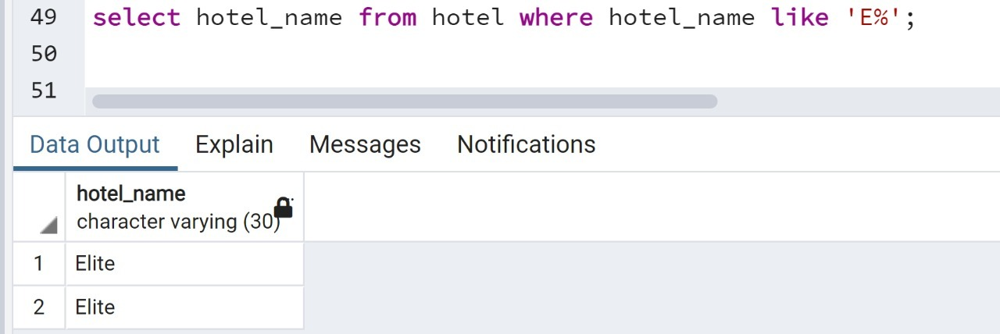 49 select hotel_name from hotel where hotel_name like 'E%';
50
51
Data Output Explain Messages Notifications
hotel_name
character varying (30)
1 Elite
2 Elite